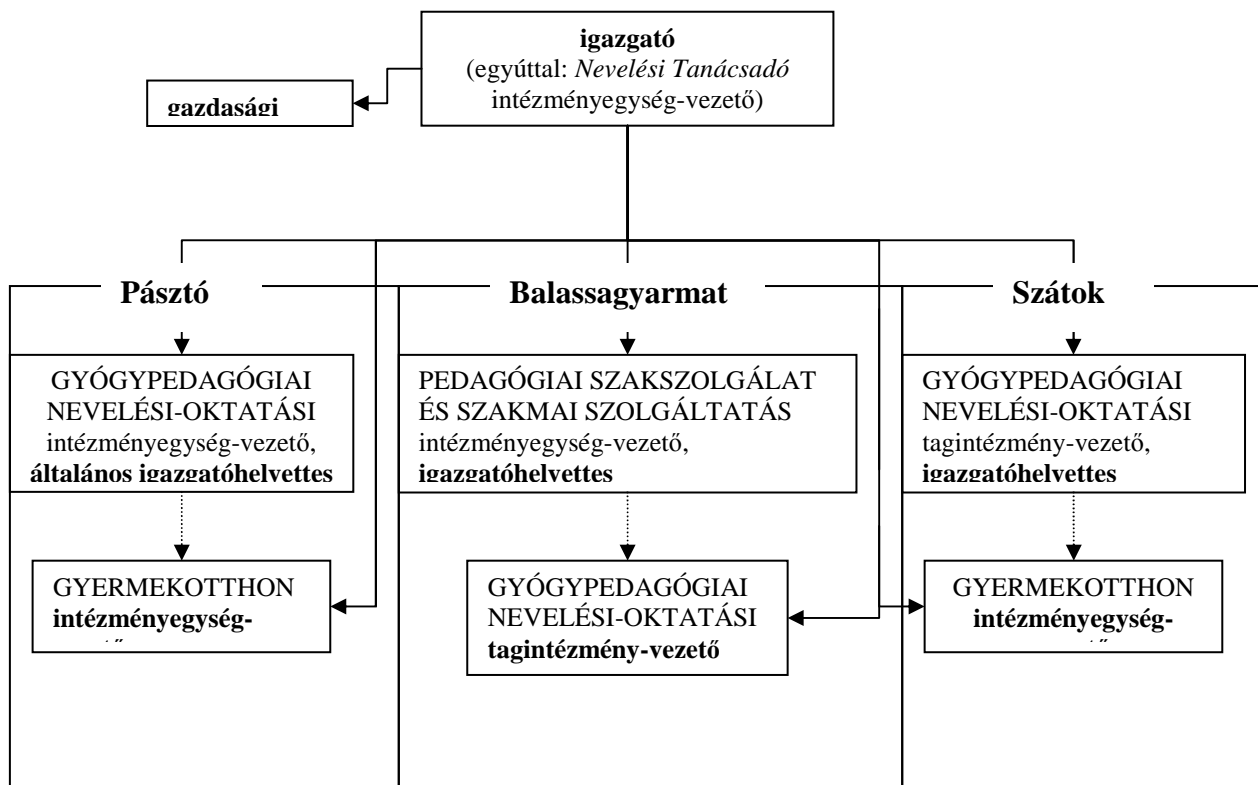 igazgató
(egyúttal: Nevelési Tanácsadó
intézményegység-vezető)
gazdasági
Pásztó
Balassagyarmat
Szátok
GYÓGYPEDAGÓGIAI
NEVELÉSI-OKTATÁSI
intézményegység-vezető,
általános igazgatóhelyettes
PEDAGÓGIAI SZAKSZOLGÁLAT
ÉS SZAKMAI SZOLGÁLTATÁS
intézményegység-vezető,
igazgatóhelyettes
GYÓGYPEDAGÓGIAI
NEVELÉSI-OKTATÁSI
tagintézmény-vezető,
igazgatóhelyettes
GYERMEKOTTHON
intézményegység-
GYÓGYPEDAGÓGIAI
NEVELÉSI-OKTATÁSI
tagintézmény-vezető
GYERMEKOTTHON
intézményegység-